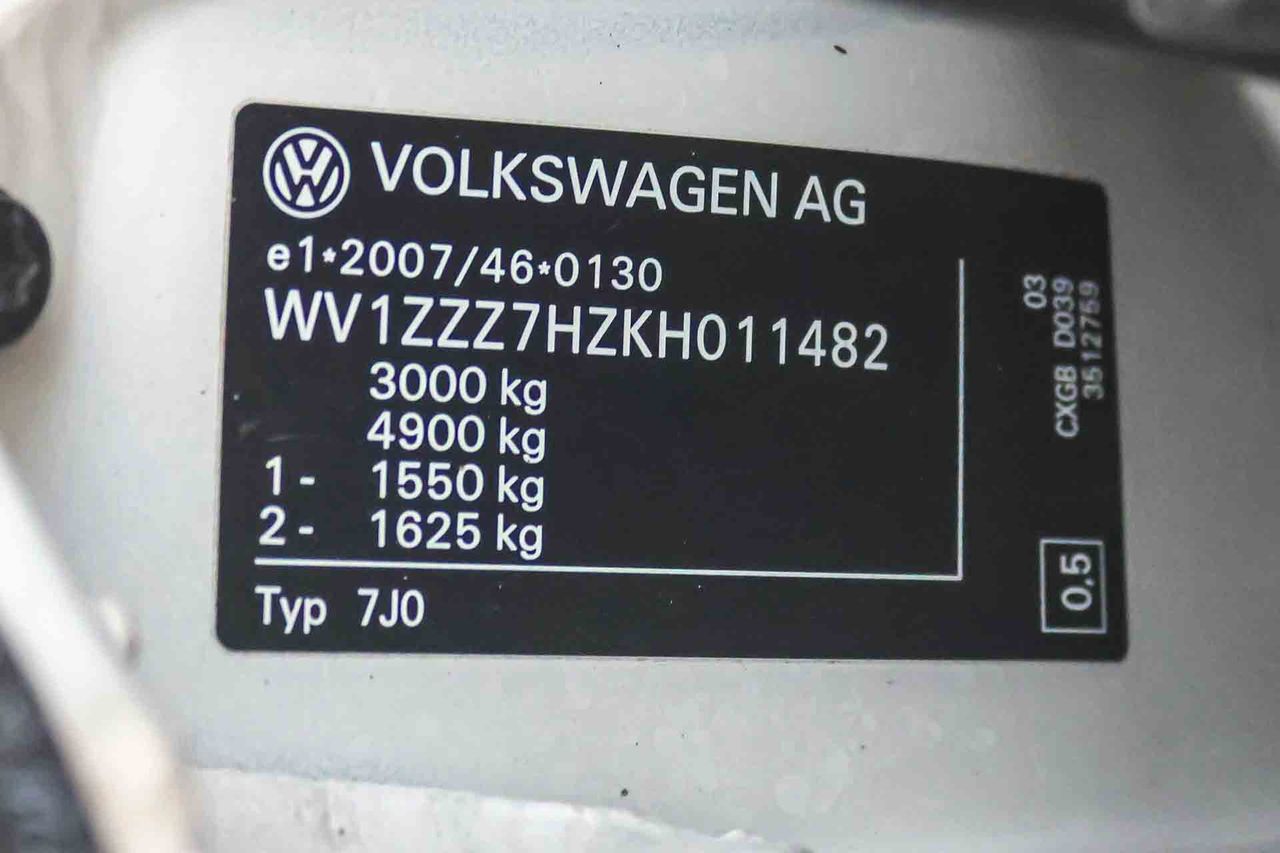 VOLKSWAGEN AG
e1*2007/46*0130
WV1ZZZ7HZKH011482
3000 kg
4900 kg
1- 1550 kg
2- 1625 kg
Typ 7J0
03
CXGB D039
3512759
0.5